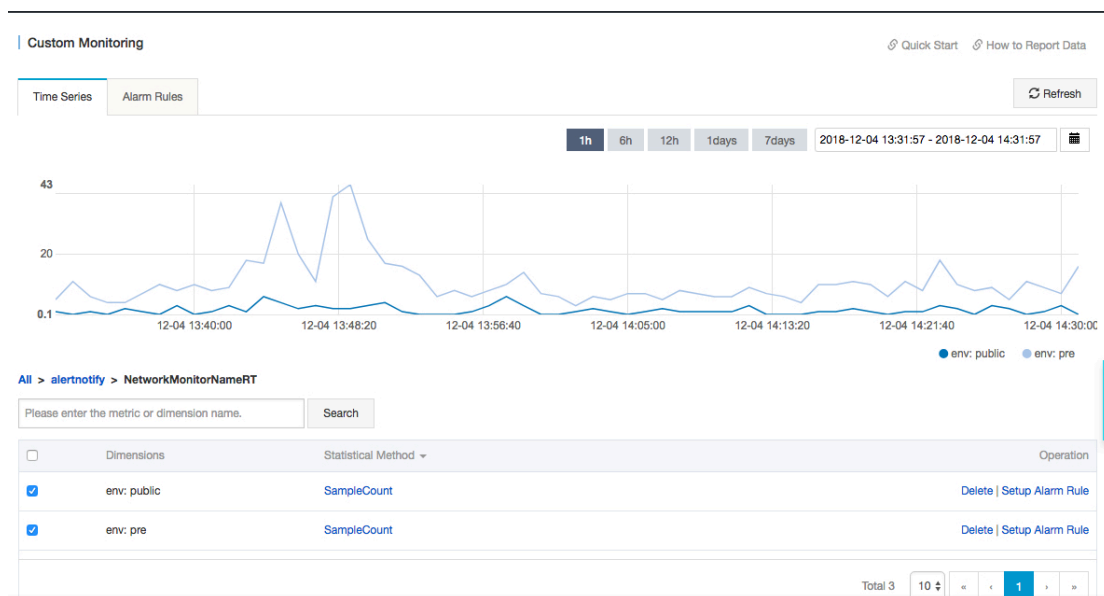 Custom Monitoring
Quick Start How to Report Data
Time Series Alarm Rules
Refresh
1h 6h 12h 1days 7days 2018-12-04 13:31:57 - 2018-12-04 14:31:57
43
20
0.1
12-04 13:40:00 12-04 13:48:20 12-04 13:56:40 12-04 14:05:00 12-04 14:13:20 12-04 14:21:40 12-04 14:30:00
env: public env: pre
All > alertnotify > NetworkMonitorNameRT
Please enter the metric or dimension name. Search
Dimensions Statistical Method Operation
env: public SampleCount Delete | Setup Alarm Rule
env: pre SampleCount Delete | Setup Alarm Rule
Total 3 10 « ‹ 1 › »